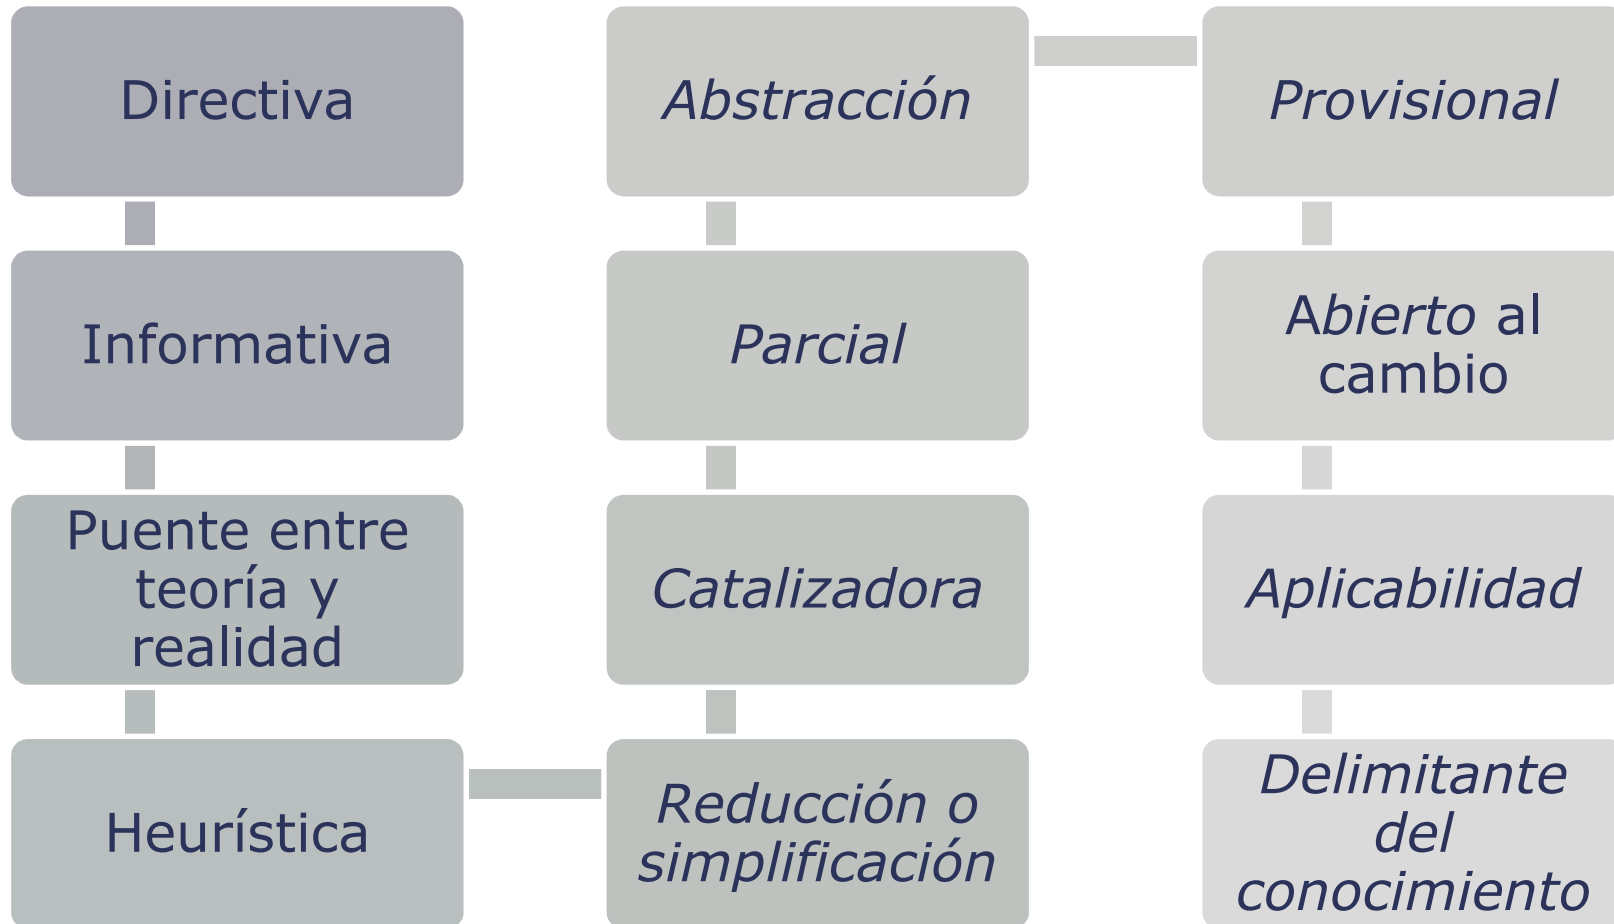 Directiva
Informativa
Puente entre
teoría y
realidad
Heurística
Reducción o
simplificación
Catalizadora
Parcial
Abstracción
Provisional
Abierto al
cambio
Aplicabilidad
Delimitante
del
conocimiento